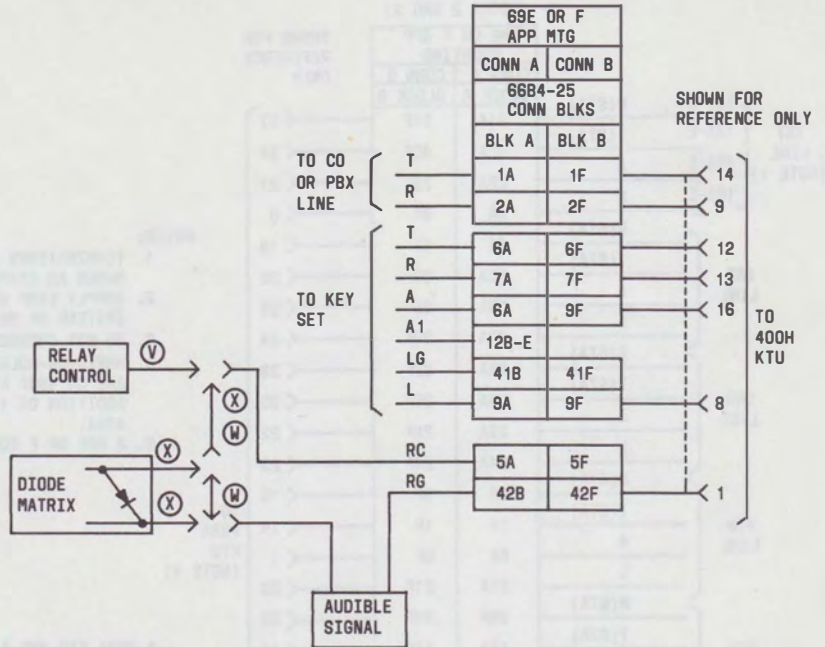 69E OR F
APP MTG
CONN A CONN B
66B4-25
CONN BLKS
BLK A BLK B
SHOWN FOR
REFERENCE ONLY
TO CO
OR PBX
LINE
T 1A 1F 14
R 2A 2F 9
TO KEY
SET
T 6A 6F 12
R 7A 7F 13
A 6A 9F 16
A1 12B-E
LG 41B 41F
L 9A 9F 8
TO
400H
KTU
RELAY
CONTROL
V
X
W
RC 5A 5F
RG 42B 42F 1
DIODE
MATRIX
X
X
W
AUDIBLE
SIGNAL